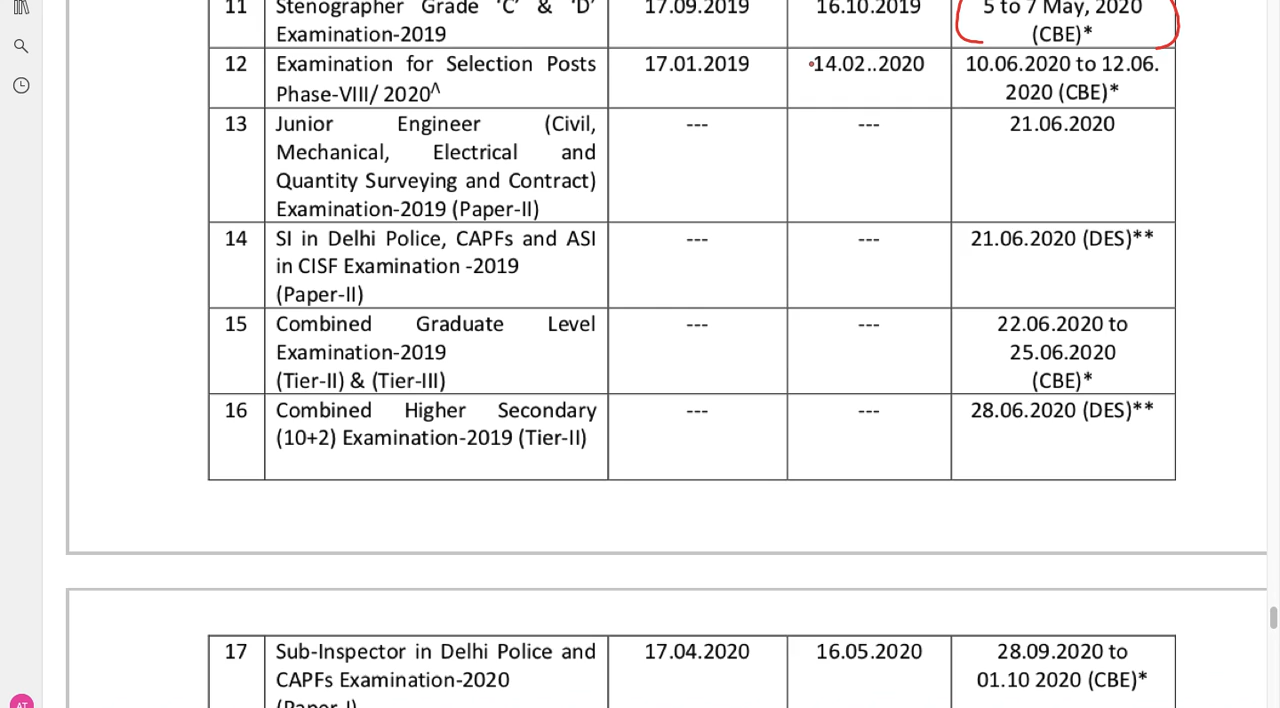 11 Stenographer Grade 'C' & 'D' 17.09.2019 16.10.2019 5 to 7 May, 2020
Examination-2019 (CBE)*
12 Examination for Selection Posts 17.01.2019 14.02..2020 10.06.2020 to 12.06.
Phase-VIII/ 2020^ 2020 (CBE)*
13 Junior Engineer (Civil, --- --- 21.06.2020
Mechanical, Electrical and
Quantity Surveying and Contract)
Examination-2019 (Paper-II)
14 SI in Delhi Police, CAPFs and ASI --- --- 21.06.2020 (DES)**
in CISF Examination -2019
(Paper-II)
15 Combined Graduate Level --- --- 22.06.2020 to
Examination-2019 25.06.2020
(Tier-II) & (Tier-III) (CBE)*
16 Combined Higher Secondary --- --- 28.06.2020 (DES)**
(10+2) Examination-2019 (Tier-II)
17 Sub-Inspector in Delhi Police and 17.04.2020 16.05.2020 28.09.2020 to
CAPFs Examination-2020 01.10 2020 (CBE)*
(Paper-I)
AT